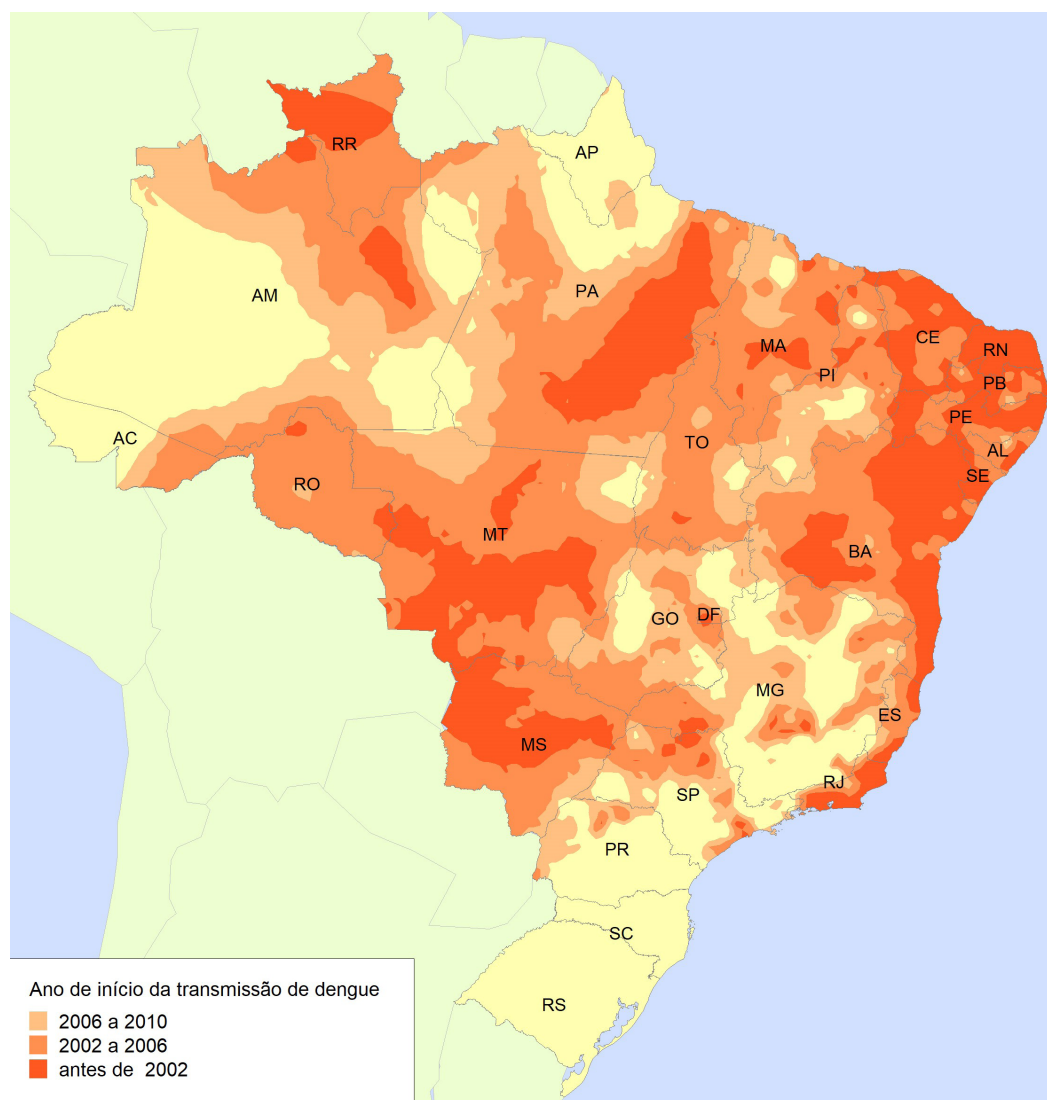 RR
AP
AM
PA
CE
MA
RN
PI
PB
PE
AC
TO
AL
RO
SE
MT
BA
GO
DF
MG
ES
MS
RJ
SP
PR
SC
RS
Ano de início da transmissão de dengue
2006 a 2010
2002 a 2006
antes de 2002